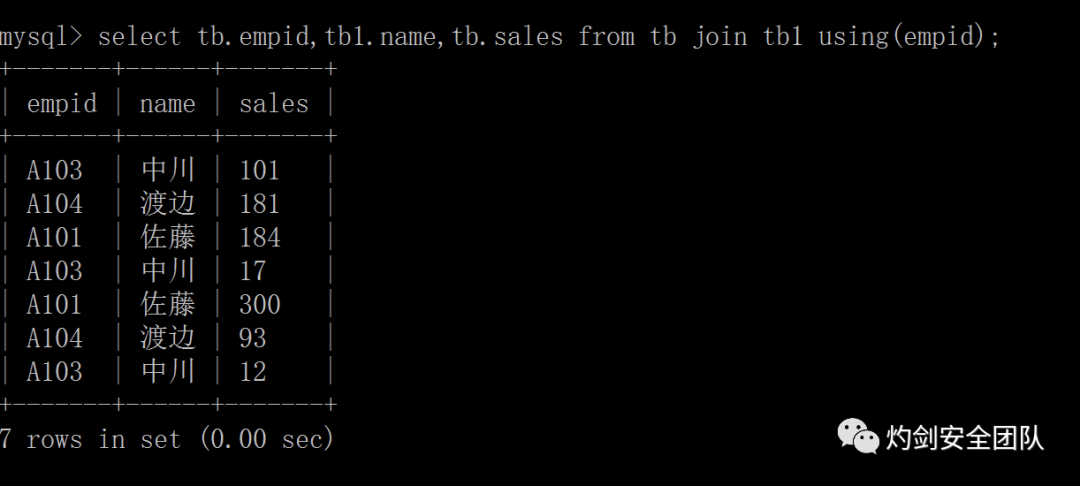 mysql> select tb.empid,tb1.name,tb.sales from tb join tb1 using(empid);
+-------+------+-------+
| empid | name | sales |
+-------+------+-------+
| A103  | 中川 | 101   |
| A104  | 渡边 | 181   |
| A101  | 佐藤 | 184   |
| A103  | 中川 | 17    |
| A101  | 佐藤 | 300   |
| A104  | 渡边 | 93    |
| A103  | 中川 | 12    |
+-------+------+-------+
7 rows in set (0.00 sec)
灼剑安全团队